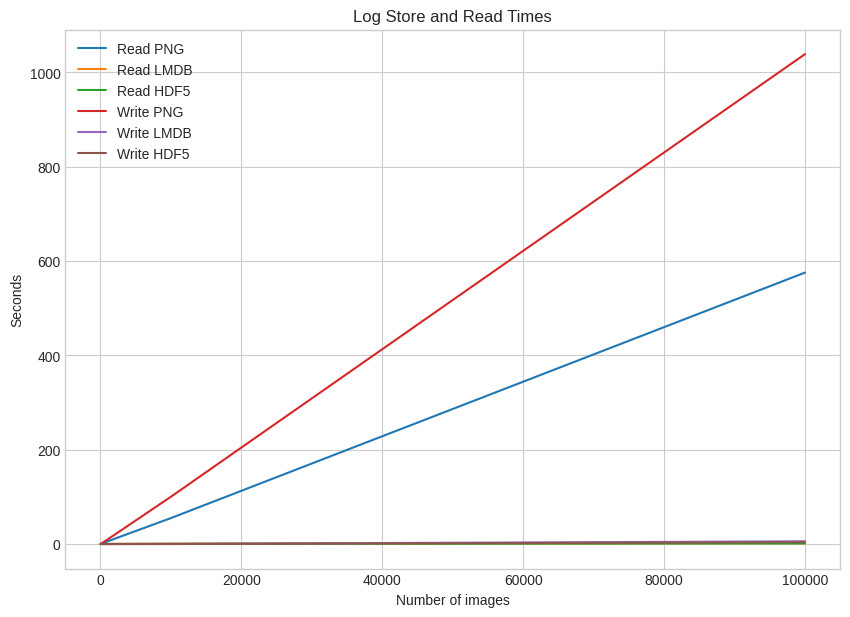 Log Store and Read Times
Read PNG
Read LMDB
Read HDF5
Write PNG
Write LMDB
Write HDF5
1000
800
600
400
200
0
Seconds
0 20000 40000 60000 80000 100000
Number of images